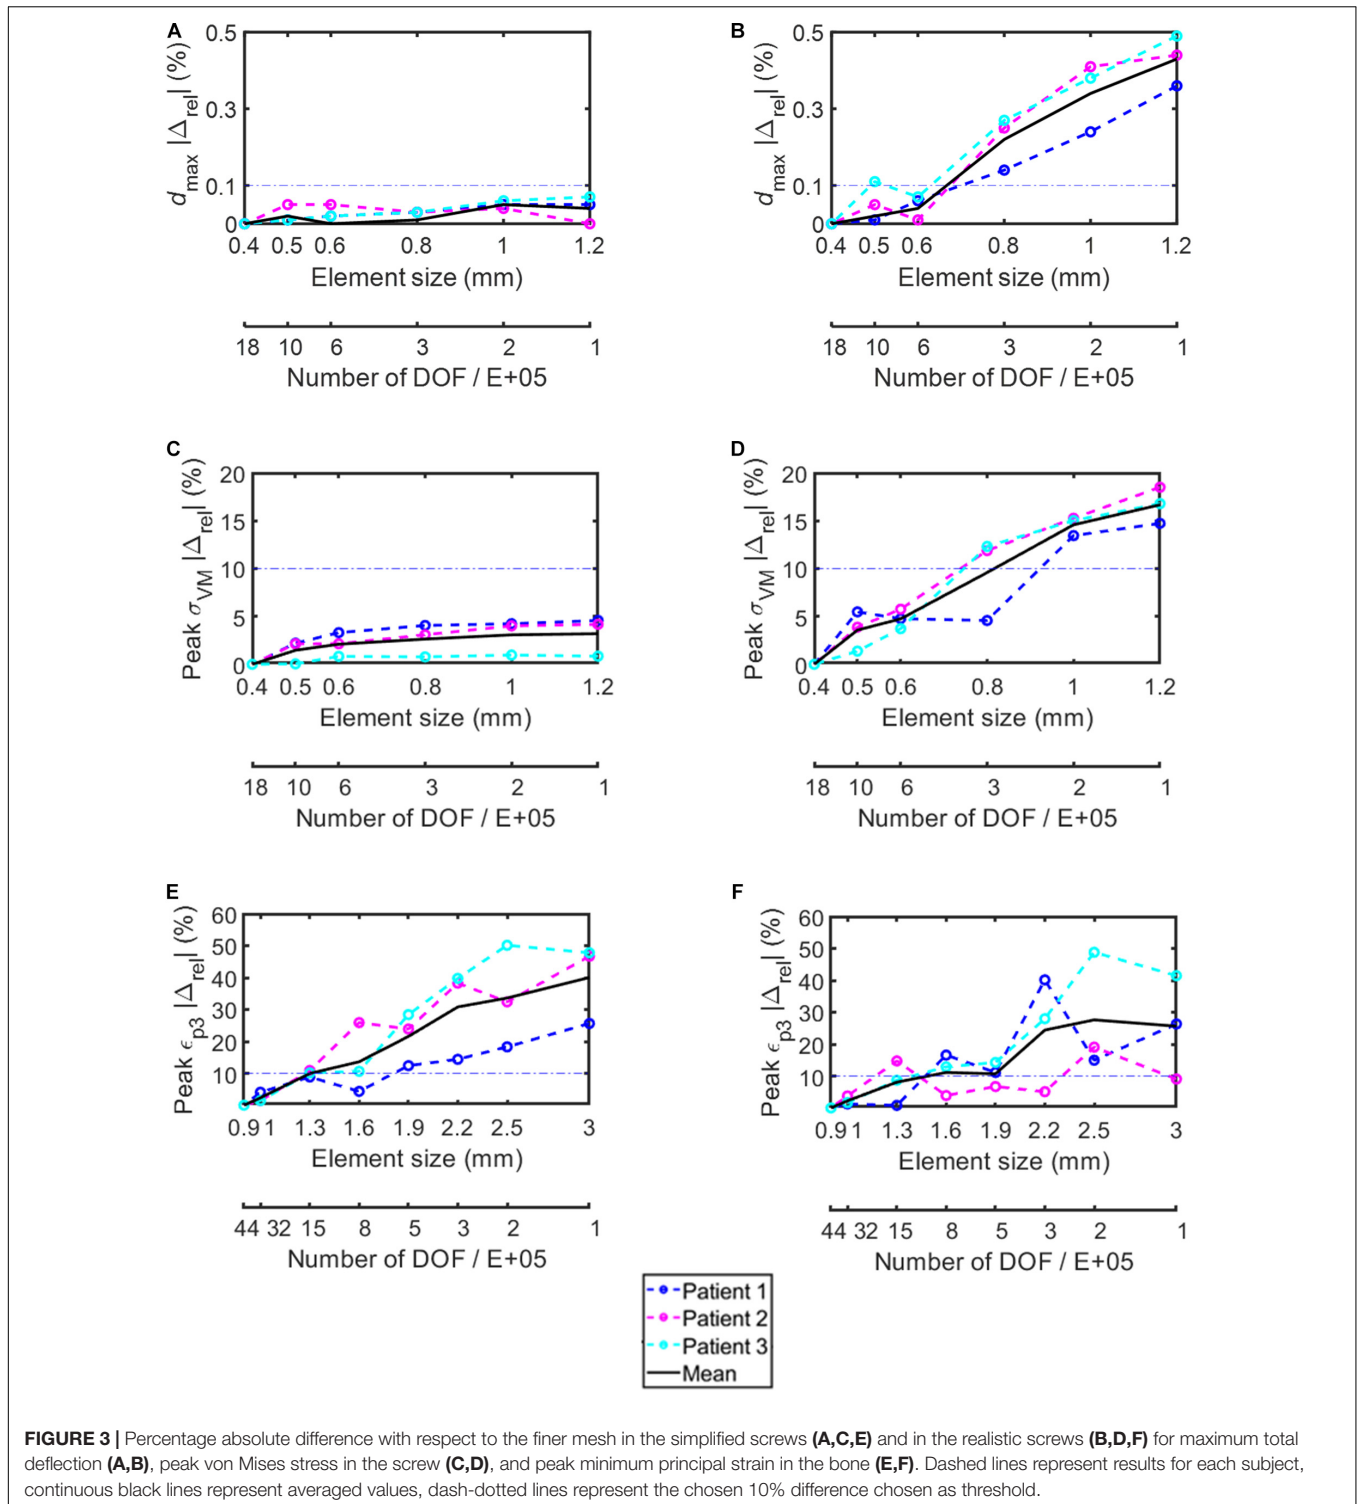 A
d_max |Δ_rel| (%)
0.5
0.3
0.1
0
0.4 0.5 0.6 0.8 1 1.2
Element size (mm)
18 10 6 3 2 1
Number of DOF / E+05
B
d_max |Δ_rel| (%)
0.5
0.3
0.1
0
0.4 0.5 0.6 0.8 1 1.2
Element size (mm)
18 10 6 3 2 1
Number of DOF / E+05
C
Peak σ_VM |Δ_rel| (%)
20
15
10
5
0
0.4 0.5 0.6 0.8 1 1.2
Element size (mm)
18 10 6 3 2 1
Number of DOF / E+05
D
Peak σ_VM |Δ_rel| (%)
20
15
10
5
0
0.4 0.5 0.6 0.8 1 1.2
Element size (mm)
18 10 6 3 2 1
Number of DOF / E+05
E
Peak ϵ_p3 |Δ_rel| (%)
60
50
40
30
20
10
0
0.9 1 1.3 1.6 1.9 2.2 2.5 3
Element size (mm)
44 32 15 8 5 3 2 1
Number of DOF / E+05
F
Peak ϵ_p3 |Δ_rel| (%)
60
50
40
30
20
10
0
0.9 1 1.3 1.6 1.9 2.2 2.5 3
Element size (mm)
44 32 15 8 5 3 2 1
Number of DOF / E+05
Patient 1
Patient 2
Patient 3
Mean
FIGURE 3 | Percentage absolute difference with respect to the finer mesh in the simplified screws (A,C,E) and in the realistic screws (B,D,F) for maximum total
deflection (A,B), peak von Mises stress in the screw (C,D), and peak minimum principal strain in the bone (E,F). Dashed lines represent results for each subject,
continuous black lines represent averaged values, dash-dotted lines represent the chosen 10% difference chosen as threshold.